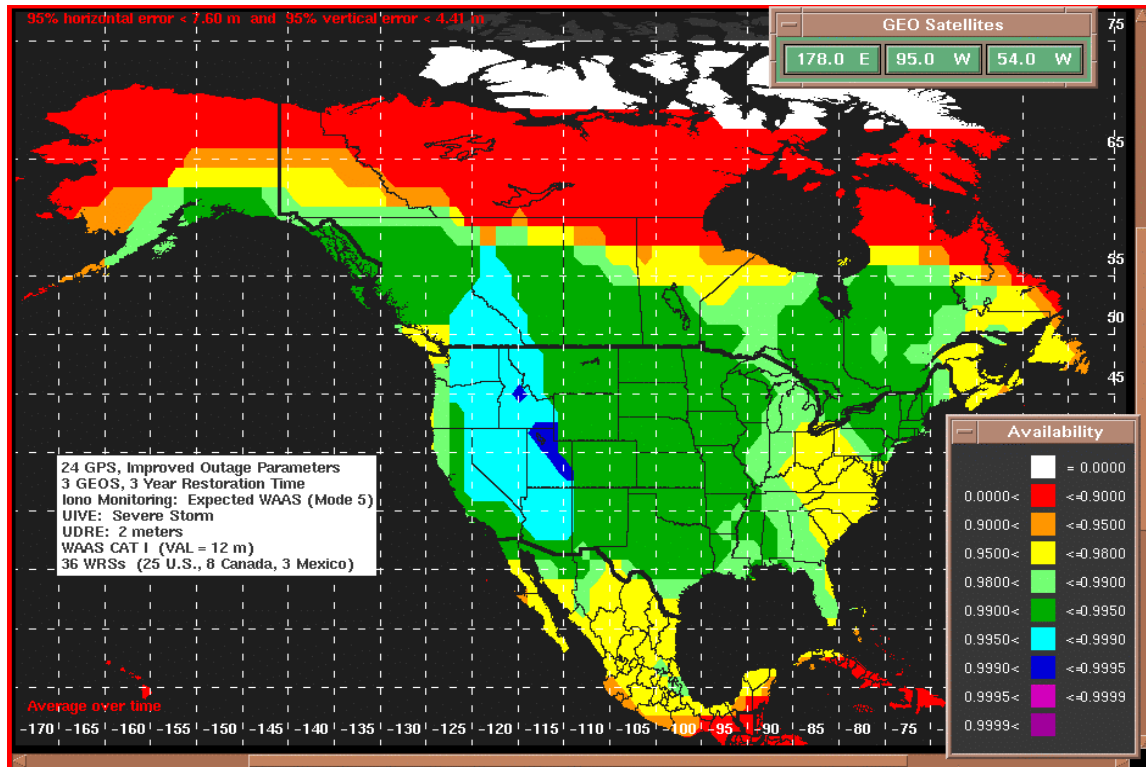 95% horizontal error < 7.60 m and 95% vertical error < 4.41 m
GEO Satellites
178.0 E 95.0 W 54.0 W
75
65
55
50
45
24 GPS, Improved Outage Parameters
3 GEOS, 3 Year Restoration Time
Iono Monitoring: Expected WAAS (Mode 5)
UIVE: Severe Storm
UDRE: 2 meters
WAAS CAT I (VAL = 12 m)
36 WRSs (25 U.S., 8 Canada, 3 Mexico)
Availability
= 0.0000
0.0000< <=0.9000
0.9000< <=0.9500
0.9500< <=0.9800
0.9800< <=0.9900
0.9900< <=0.9950
0.9950< <=0.9990
0.9990< <=0.9995
0.9995< <=0.9999
0.9999<
Average over time
-170 -165 -160 -155 -150 -145 -140 -135 -130 -125 -120 -115 -110 -105 -100 -95 -90 -85 -80 -75